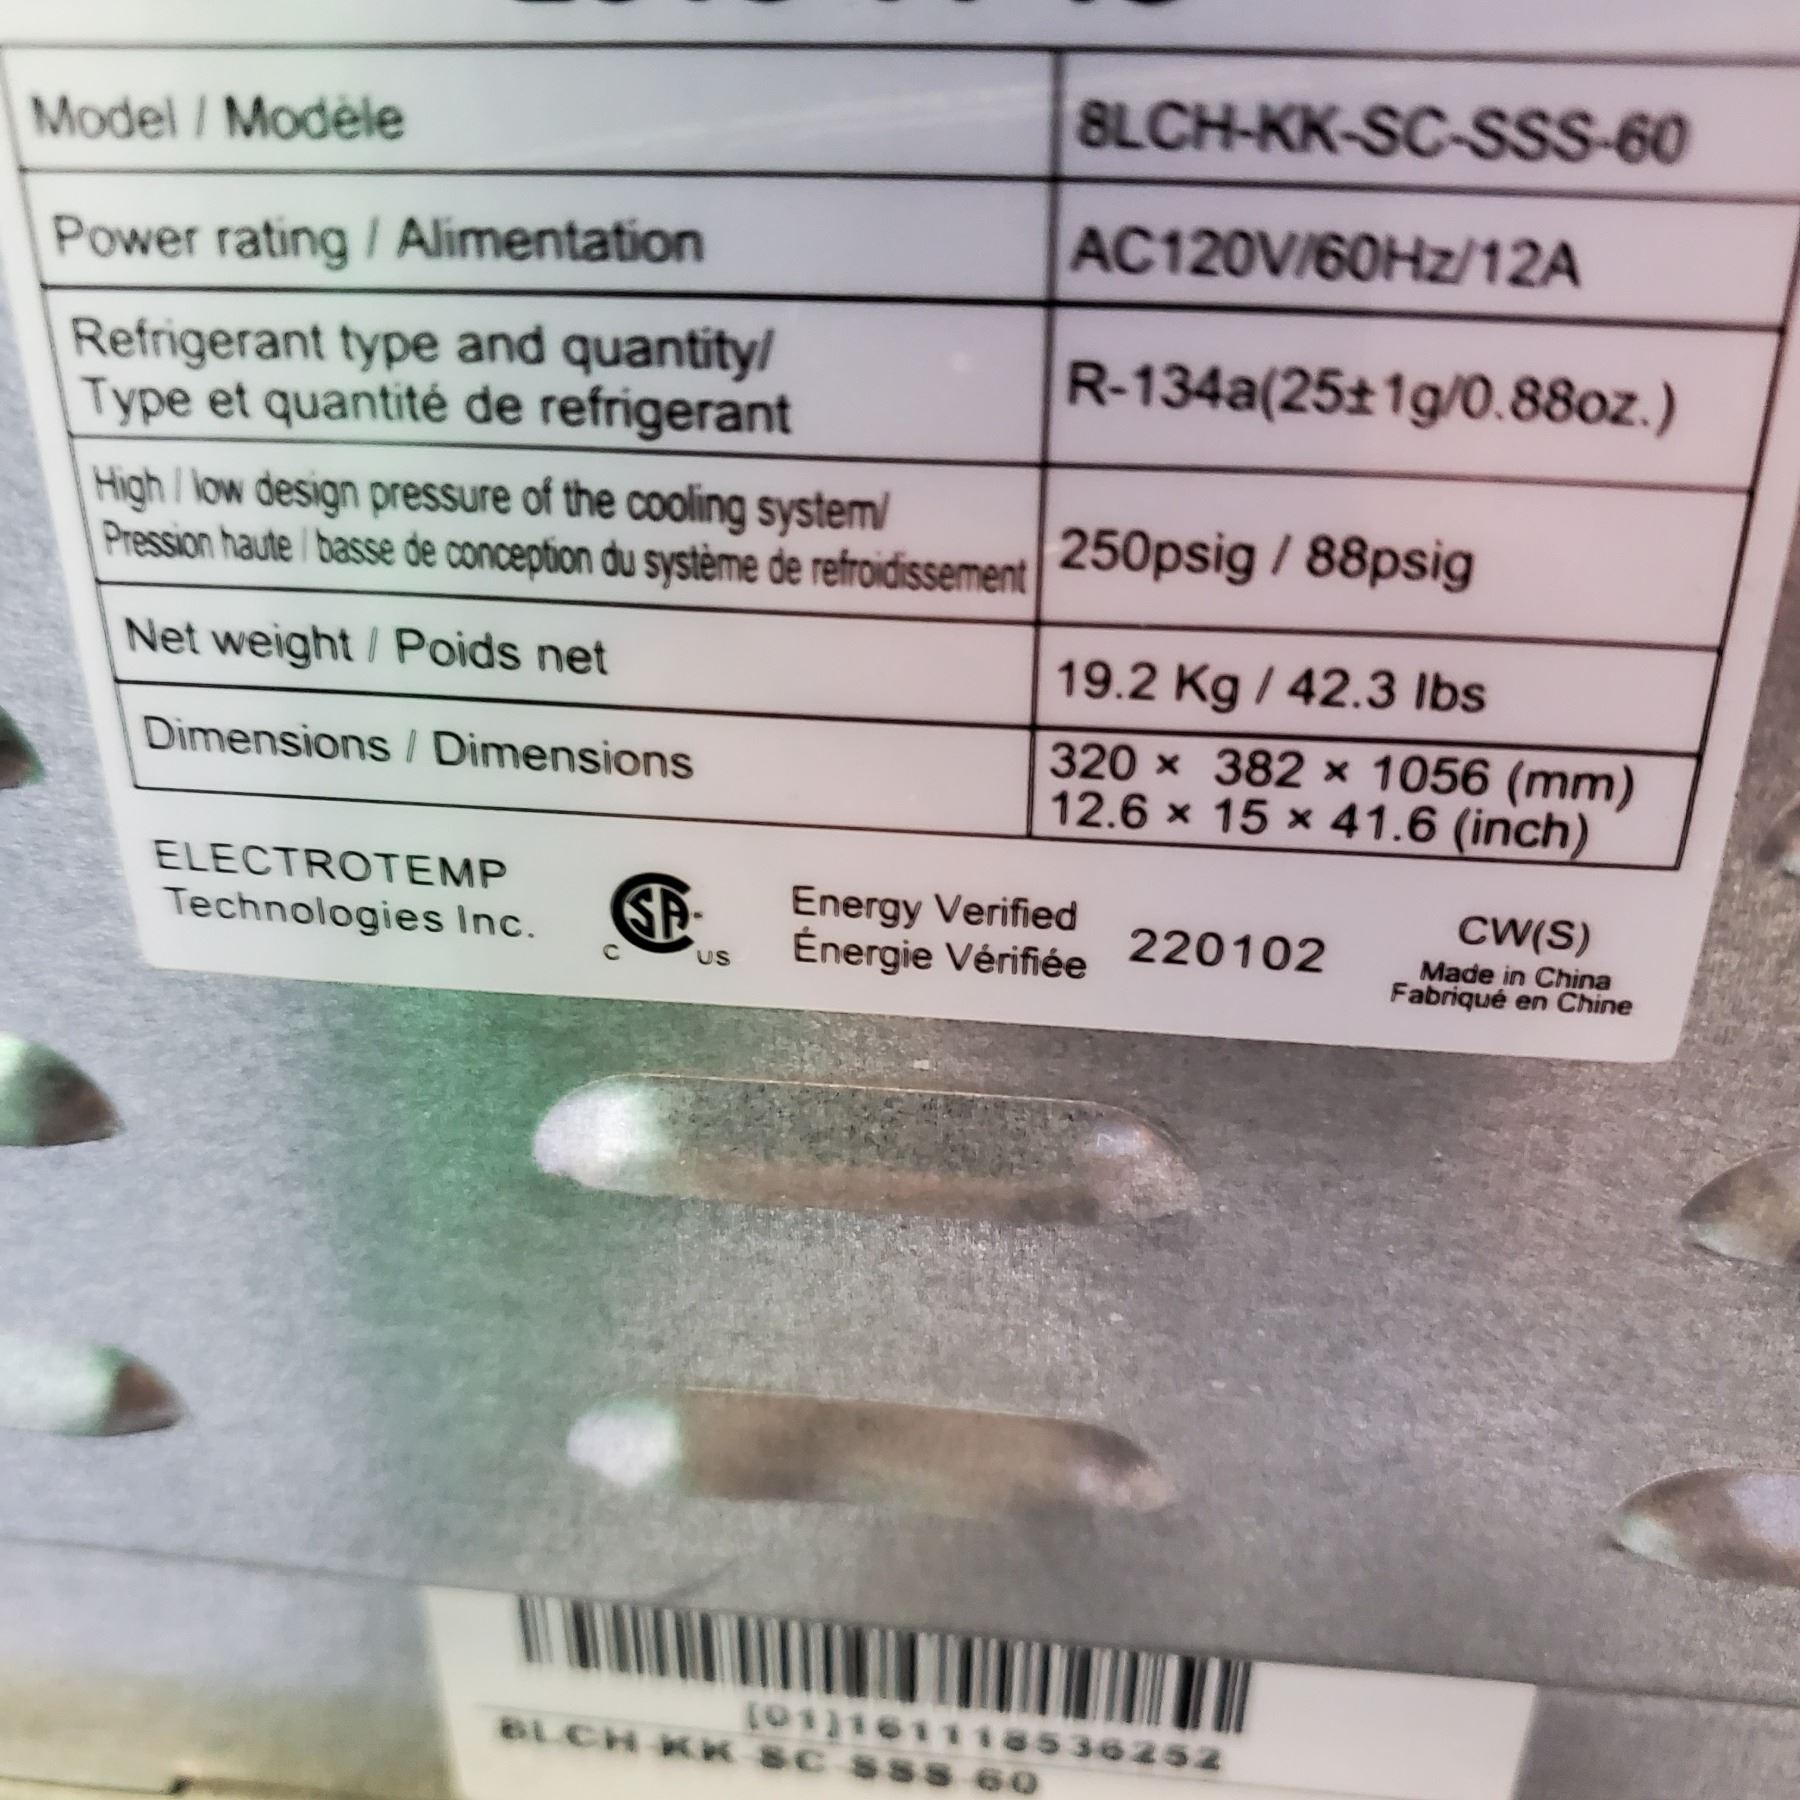 Model / Modèle
8LCH-KK-SC-SSS-60
Power rating / Alimentation
AC120V/60Hz/12A
Refrigerant type and quantity/
Type et quantité de refrigerant
R-134a(25±1g/0.88oz.)
High / low design pressure of the cooling system/
Pression haute / basse de conception du système de refroidissement
250psig / 88psig
Net weight / Poids net
19.2 Kg / 42.3 lbs
Dimensions / Dimensions
320 × 382 × 1056 (mm)
12.6 × 15 × 41.6 (inch)
ELECTROTEMP
Technologies Inc.
C SA US
Energy Verified
Énergie Vérifiée
220102
CW(S)
Made in China
Fabriqué en Chine
[01]161118536252
8LCH-KK-SC-SSS-60